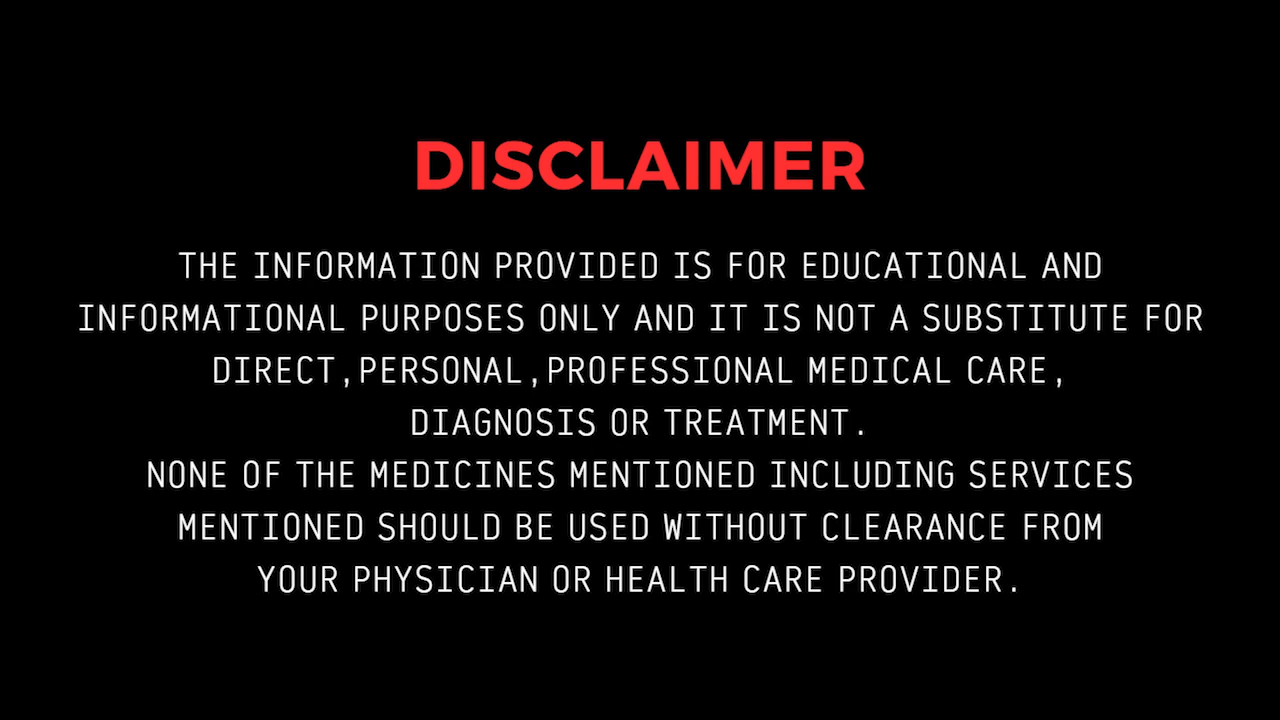 DISCLAIMER
THE INFORMATION PROVIDED IS FOR EDUCATIONAL AND
INFORMATIONAL PURPOSES ONLY AND IT IS NOT A SUBSTITUTE FOR
DIRECT,PERSONAL,PROFESSIONAL MEDICAL CARE,
DIAGNOSIS OR TREATMENT.
NONE OF THE MEDICINES MENTIONED INCLUDING SERVICES
MENTIONED SHOULD BE USED WITHOUT CLEARANCE FROM
YOUR PHYSICIAN OR HEALTH CARE PROVIDER.